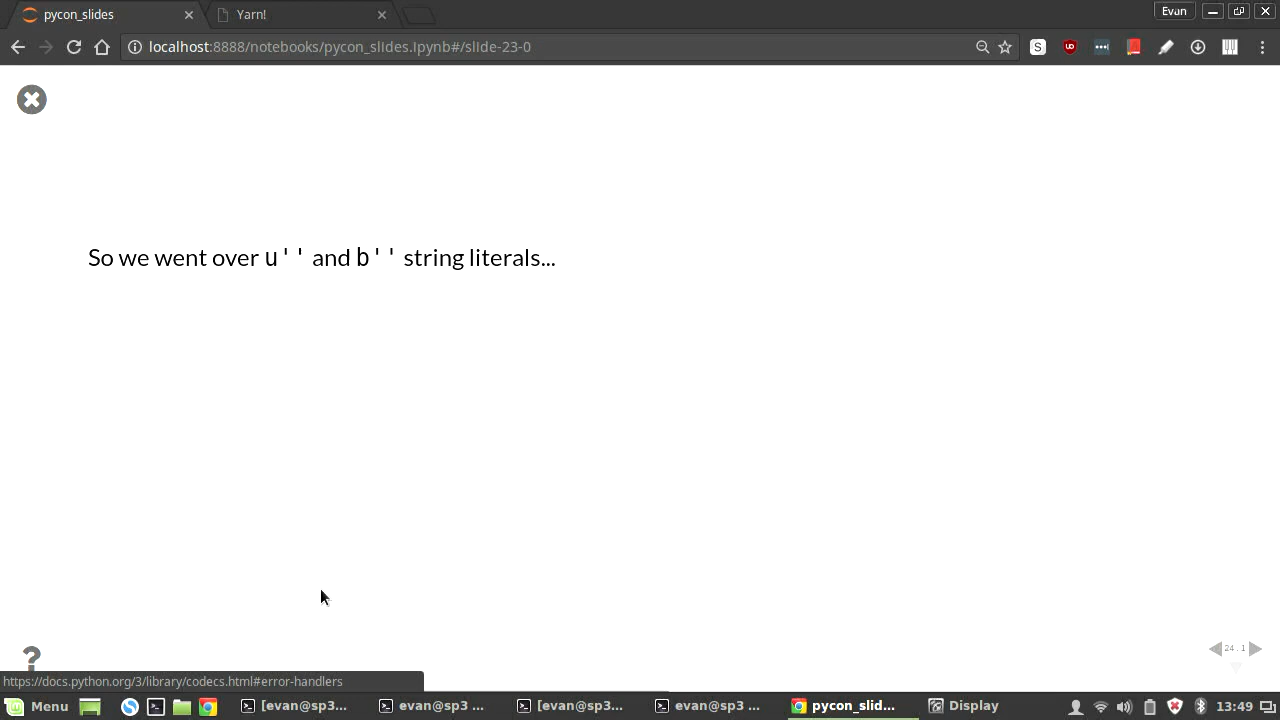 pycon_slides
Yarn!
Evan
localhost:8888/notebooks/pycon_slides.ipynb#/slide-23-0
So we went over u'' and b'' string literals...
24.1
https://docs.python.org/3/library/codecs.html#error-handlers
Menu
[evan@sp3...
evan@sp3 ...
[evan@sp3...
evan@sp3 ...
pycon_slid...
Display
13:49